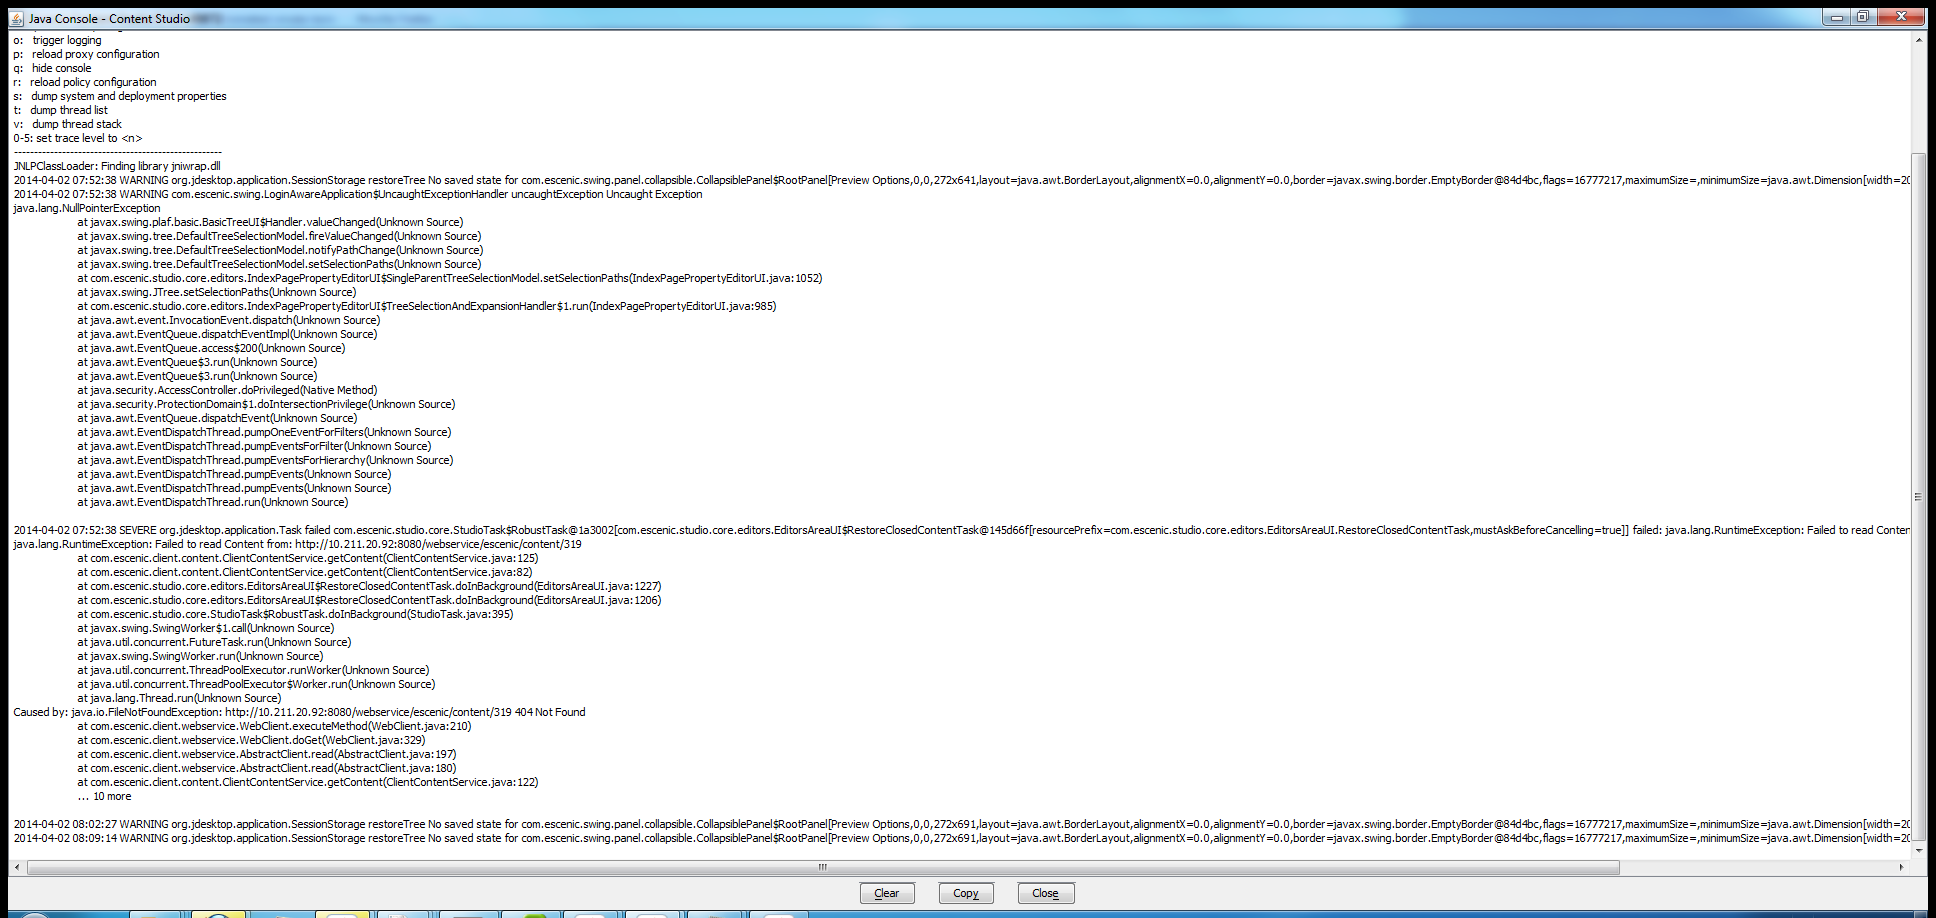 Java Console - Content Studio
o: trigger logging
p: reload proxy configuration
q: hide console
r: reload policy configuration
s: dump system and deployment properties
t: dump thread list
v: dump thread stack
0-5: set trace level to <n>
----------------------------------------------------
JNLPClassLoader: Finding library jniwrap.dll
2014-04-02 07:52:38 WARNING org.jdesktop.application.SessionStorage restoreTree No saved state for com.escenic.swing.panel.collapsible.CollapsiblePanel$RootPanel[Preview Options,0,0,272x641,layout=java.awt.BorderLayout,alignmentX=0.0,alignmentY=0.0,border=javax.swing.border.EmptyBorder@84d4bc,flags=16777217,maximumSize=,minimumSize=java.awt.Dimension[width=20
2014-04-02 07:52:38 WARNING com.escenic.swing.LoginAwareApplication$UncaughtExceptionHandler uncaughtException Uncaught Exception
java.lang.NullPointerException
at javax.swing.plaf.basic.BasicTreeUI$Handler.valueChanged(Unknown Source)
at javax.swing.tree.DefaultTreeSelectionModel.fireValueChanged(Unknown Source)
at javax.swing.tree.DefaultTreeSelectionModel.notifyPathChange(Unknown Source)
at javax.swing.tree.DefaultTreeSelectionModel.setSelectionPaths(Unknown Source)
at com.escenic.studio.core.editors.IndexPagePropertyEditorUI$SingleParentTreeSelectionModel.setSelectionPaths(IndexPagePropertyEditorUI.java:1052)
at javax.swing.JTree.setSelectionPaths(Unknown Source)
at com.escenic.studio.core.editors.IndexPagePropertyEditorUI$TreeSelectionAndExpansionHandler$1.run(IndexPagePropertyEditorUI.java:985)
at java.awt.event.InvocationEvent.dispatch(Unknown Source)
at java.awt.EventQueue.dispatchEventImpl(Unknown Source)
at java.awt.EventQueue.access$200(Unknown Source)
at java.awt.EventQueue$3.run(Unknown Source)
at java.awt.EventQueue$3.run(Unknown Source)
at java.security.AccessController.doPrivileged(Native Method)
at java.security.ProtectionDomain$1.doIntersectionPrivilege(Unknown Source)
at java.awt.EventQueue.dispatchEvent(Unknown Source)
at java.awt.EventDispatchThread.pumpOneEventForFilters(Unknown Source)
at java.awt.EventDispatchThread.pumpEventsForFilter(Unknown Source)
at java.awt.EventDispatchThread.pumpEventsForHierarchy(Unknown Source)
at java.awt.EventDispatchThread.pumpEvents(Unknown Source)
at java.awt.EventDispatchThread.pumpEvents(Unknown Source)
at java.awt.EventDispatchThread.run(Unknown Source)
2014-04-02 07:52:38 SEVERE org.jdesktop.application.Task failed com.escenic.studio.core.StudioTask$RobustTask@1a3002[com.escenic.studio.core.editors.EditorsAreaUI$RestoreClosedContentTask@145d66f[resourcePrefix=com.escenic.studio.core.editors.EditorsAreaUI.RestoreClosedContentTask,mustAskBeforeCancelling=true]] failed: java.lang.RuntimeException: Failed to read Conten
java.lang.RuntimeException: Failed to read Content from: http://10.211.20.92:8080/webservice/escenic/content/319
at com.escenic.client.content.ClientContentService.getContent(ClientContentService.java:125)
at com.escenic.client.content.ClientContentService.getContent(ClientContentService.java:82)
at com.escenic.studio.core.editors.EditorsAreaUI$RestoreClosedContentTask.doInBackground(EditorsAreaUI.java:1227)
at com.escenic.studio.core.editors.EditorsAreaUI$RestoreClosedContentTask.doInBackground(EditorsAreaUI.java:1206)
at com.escenic.studio.core.StudioTask$RobustTask.doInBackground(StudioTask.java:395)
at javax.swing.SwingWorker$1.call(Unknown Source)
at java.util.concurrent.FutureTask.run(Unknown Source)
at javax.swing.SwingWorker.run(Unknown Source)
at java.util.concurrent.ThreadPoolExecutor.runWorker(Unknown Source)
at java.util.concurrent.ThreadPoolExecutor$Worker.run(Unknown Source)
at java.lang.Thread.run(Unknown Source)
Caused by: java.io.FileNotFoundException: http://10.211.20.92:8080/webservice/escenic/content/319 404 Not Found
at com.escenic.client.webservice.WebClient.executeMethod(WebClient.java:210)
at com.escenic.client.webservice.WebClient.doGet(WebClient.java:329)
at com.escenic.client.webservice.AbstractClient.read(AbstractClient.java:197)
at com.escenic.client.webservice.AbstractClient.read(AbstractClient.java:180)
at com.escenic.client.content.ClientContentService.getContent(ClientContentService.java:122)
... 10 more
2014-04-02 08:02:27 WARNING org.jdesktop.application.SessionStorage restoreTree No saved state for com.escenic.swing.panel.collapsible.CollapsiblePanel$RootPanel[Preview Options,0,0,272x691,layout=java.awt.BorderLayout,alignmentX=0.0,alignmentY=0.0,border=javax.swing.border.EmptyBorder@84d4bc,flags=16777217,maximumSize=,minimumSize=java.awt.Dimension[width=20
2014-04-02 08:09:14 WARNING org.jdesktop.application.SessionStorage restoreTree No saved state for com.escenic.swing.panel.collapsible.CollapsiblePanel$RootPanel[Preview Options,0,0,272x691,layout=java.awt.BorderLayout,alignmentX=0.0,alignmentY=0.0,border=javax.swing.border.EmptyBorder@84d4bc,flags=16777217,maximumSize=,minimumSize=java.awt.Dimension[width=20
Clear Copy Close